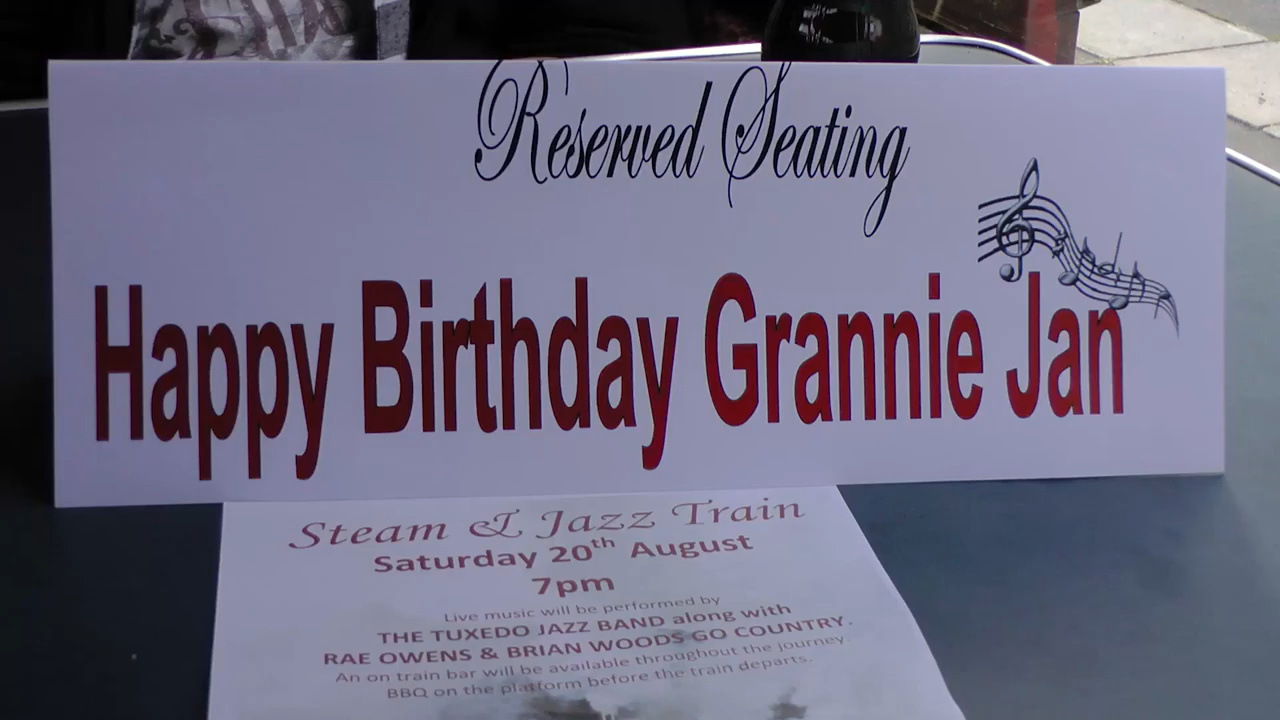 Reserved Seating
Happy Birthday Grannie Jan
Steam & Jazz Train
Saturday 20th August
7pm
Live music will be performed by
THE TUXEDO JAZZ BAND along with
RAE OWENS & BRIAN WOODS GO COUNTRY.
An on train bar will be available throughout the journey.
BBQ on the platform before the train departs.